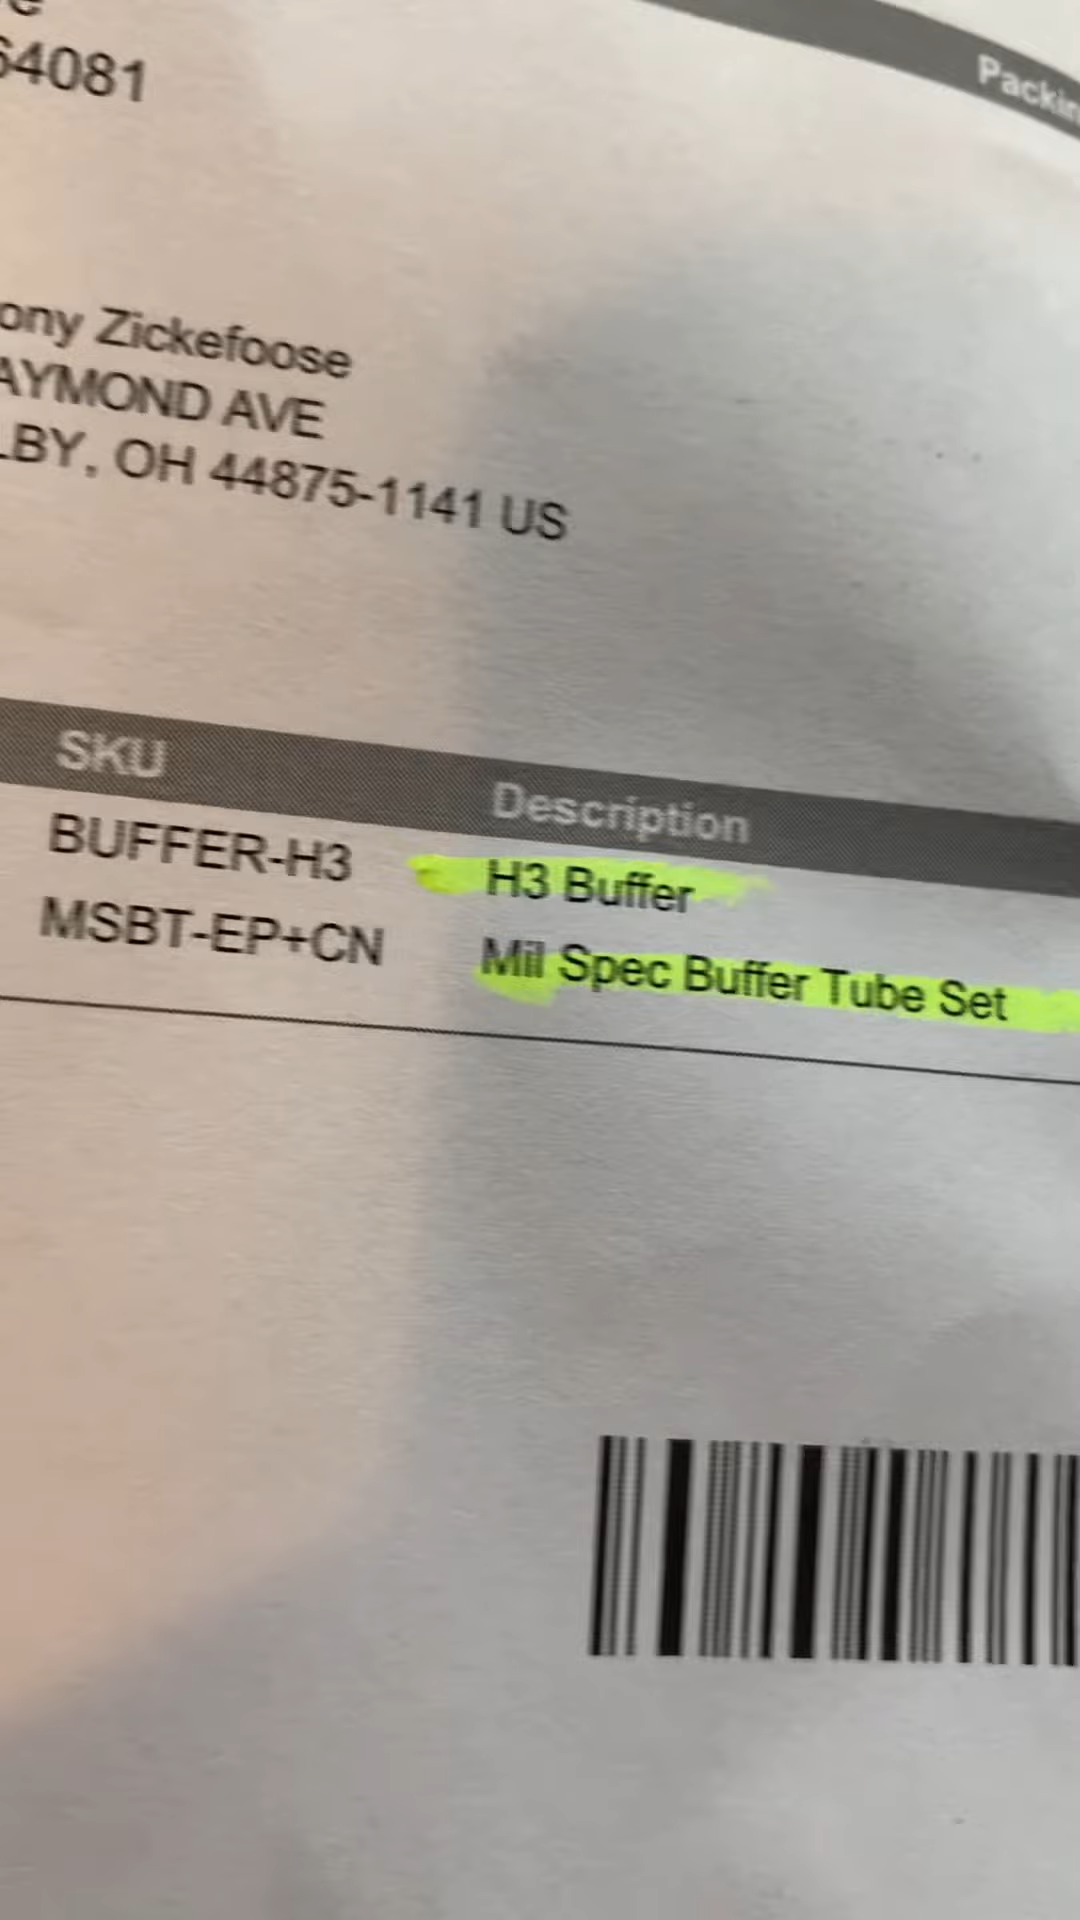 64081
Packin
ony Zickefoose
AYMOND AVE
LBY, OH 44875-1141 US
SKU Description
BUFFER-H3 H3 Buffer
MSBT-EP+CN Mil Spec Buffer Tube Set